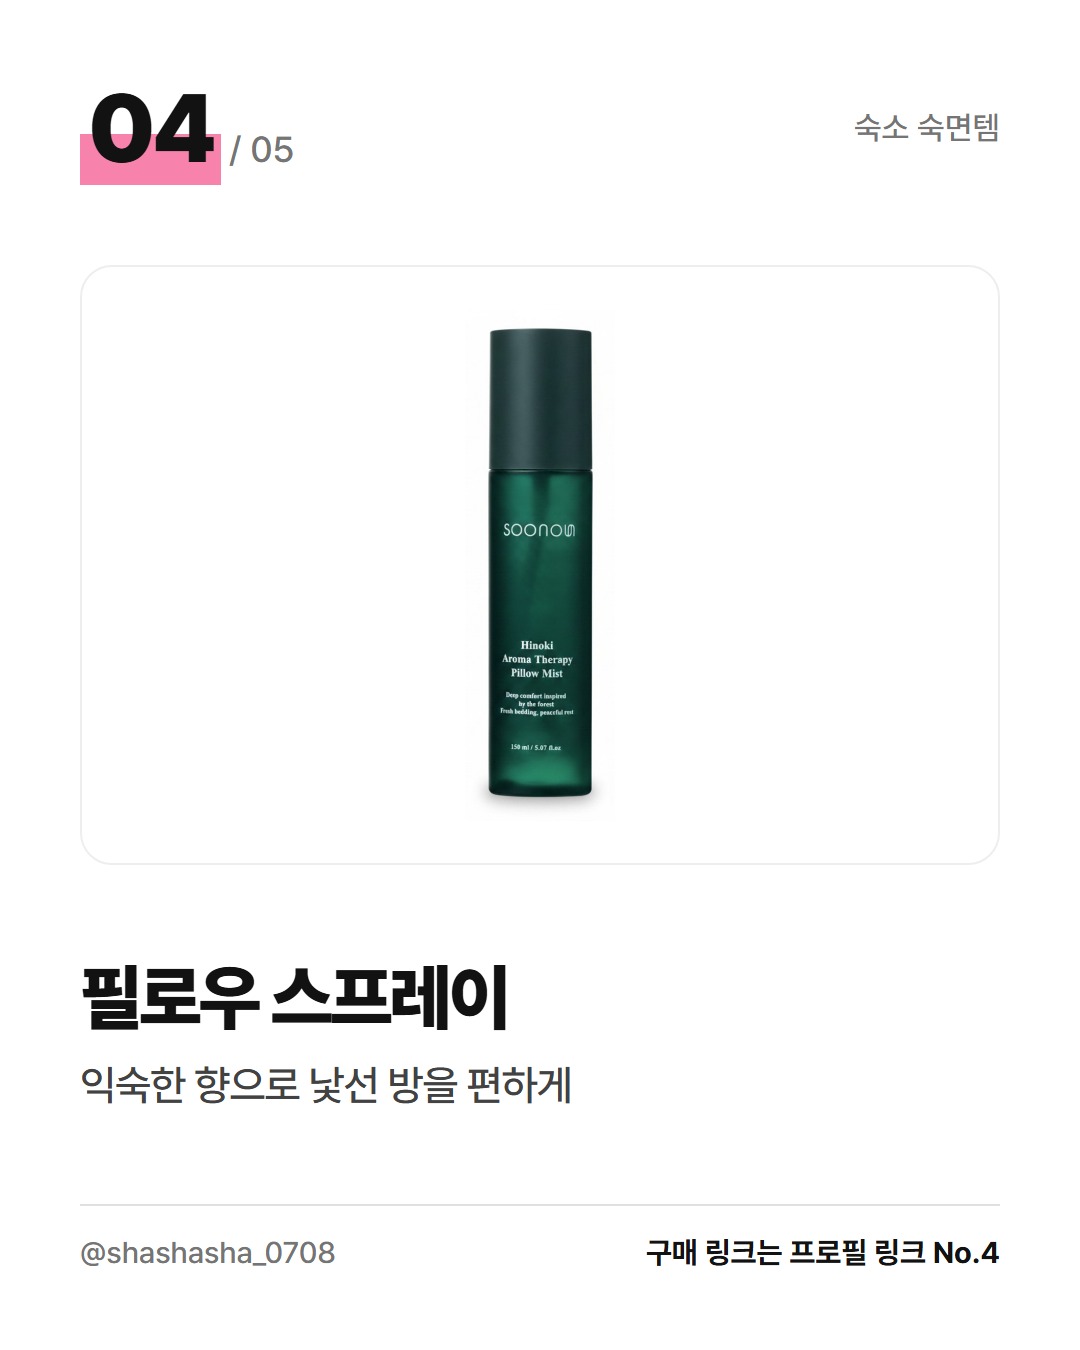 04 / 05
숙소 숙면템
soonoun
Hinoki
Aroma Therapy
Pillow Mist
Deep comfort inspired
by the forest
Fresh bedding, peaceful rest
150 ml / 5.07 fl.oz
필로우 스프레이
익숙한 향으로 낯선 방을 편하게
@shashasha_0708
구매 링크는 프로필 링크 No.4